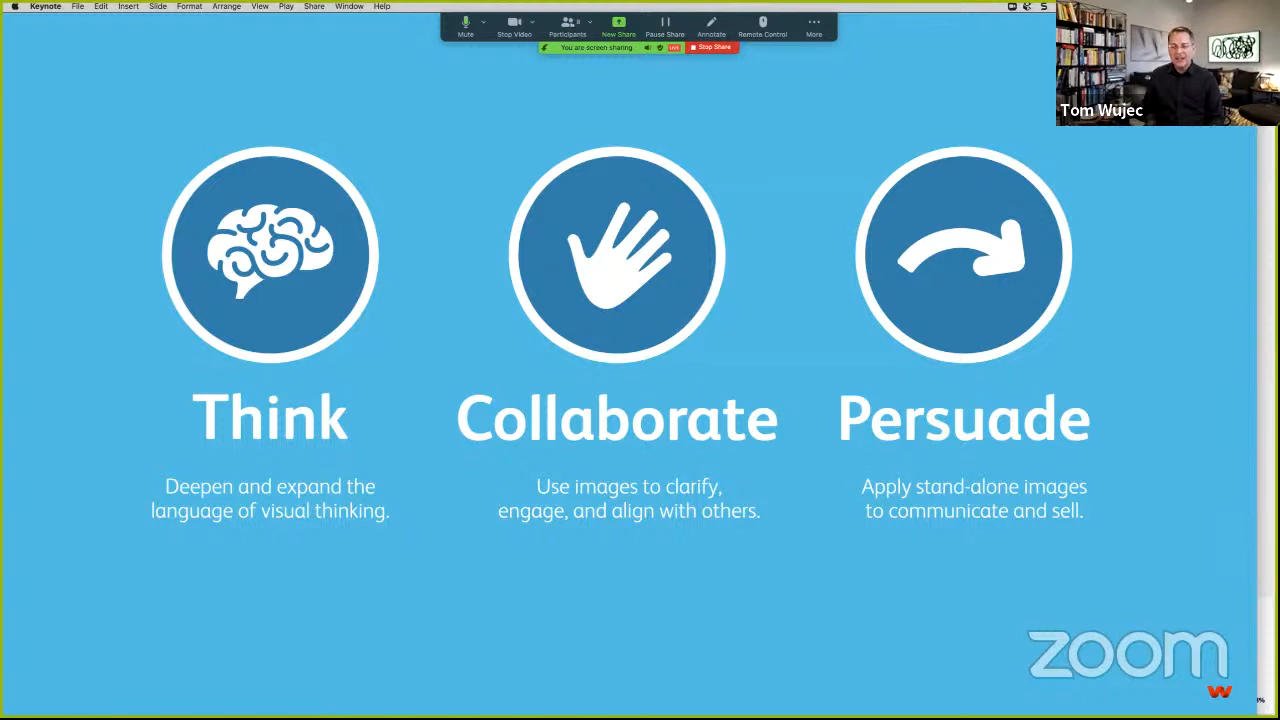 Keynote File Edit Insert Slide Format Arrange View Play Share Window Help
Mute Stop Video Participants 8 New Share Pause Share Annotate Remote Control More
You are screen sharing LIVE Stop Share
Tom Wujec
Think Collaborate Persuade
Deepen and expand the
language of visual thinking.
Use images to clarify,
engage, and align with others.
Apply stand-alone images
to communicate and sell.
zoom
w